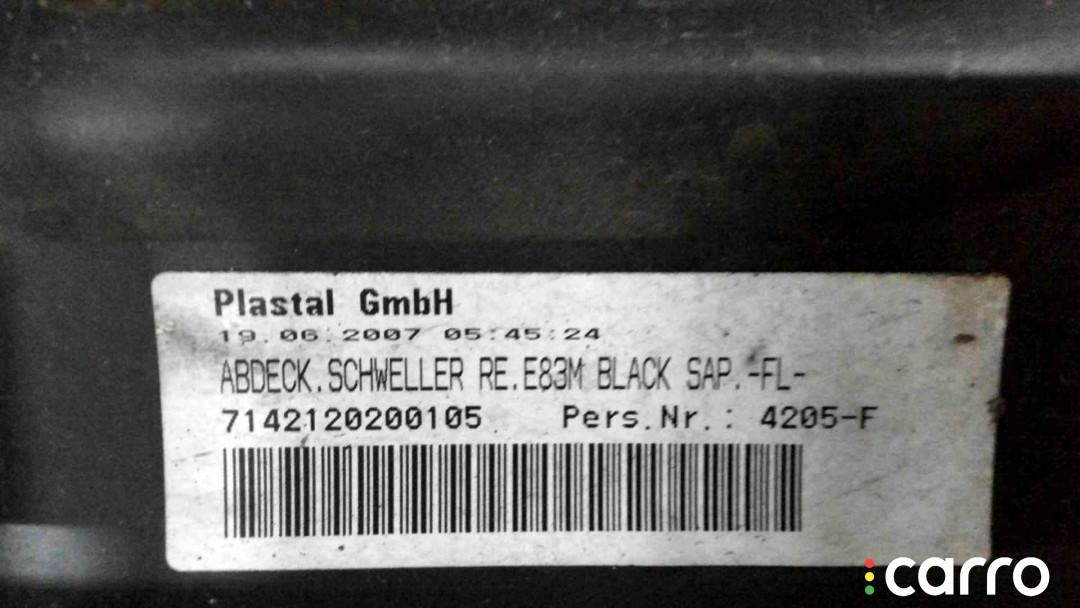 Plastal GmbH
19.06.2007 05:45:24
ABDECK.SCHWELLER RE.E83M BLACK SAP.-FL-
7142120200105 Pers.Nr.: 4205-F
carro